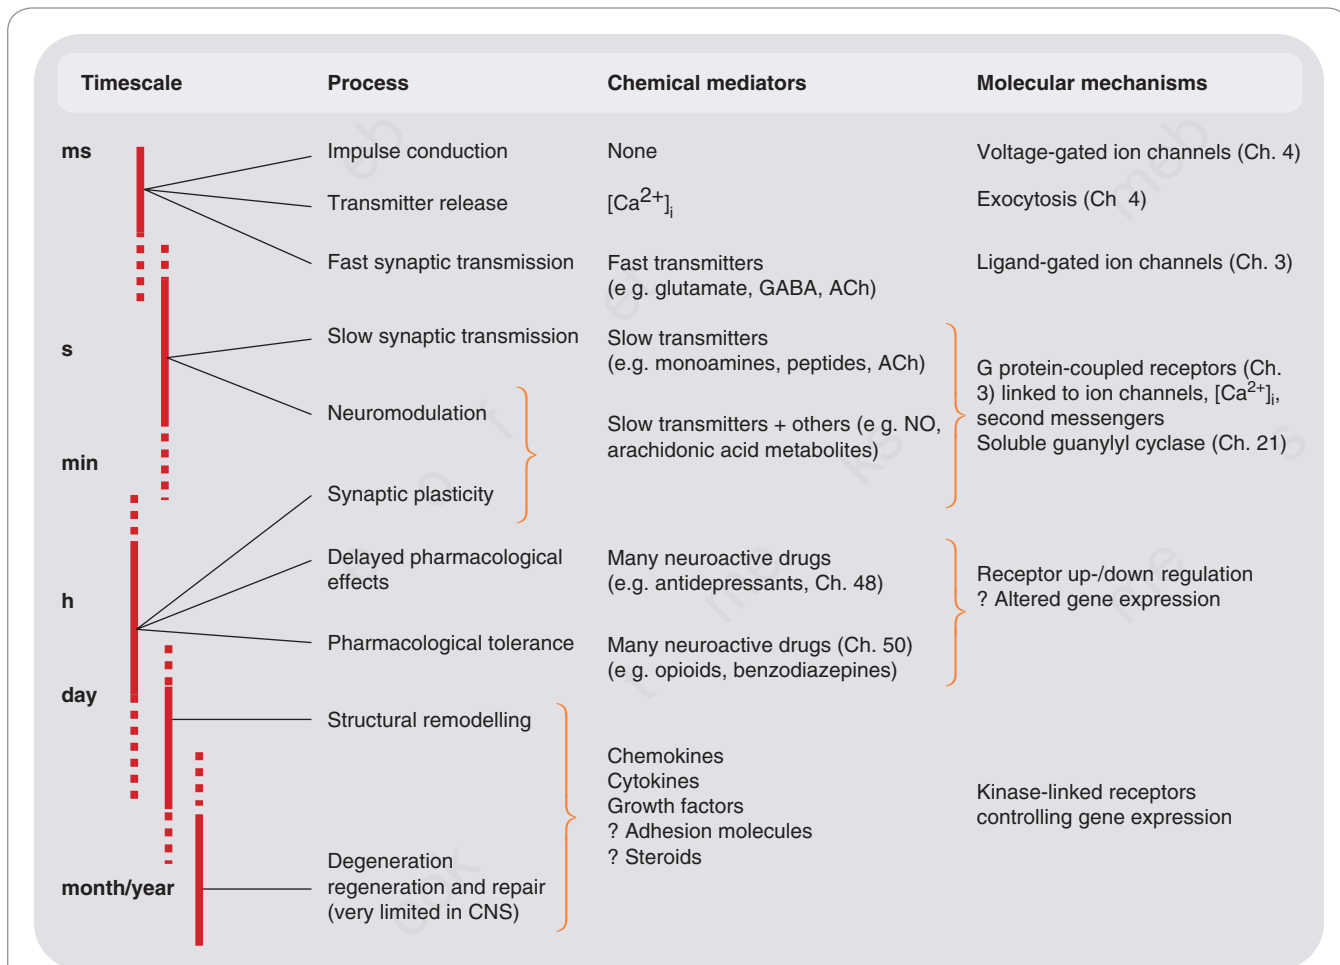 Timescale Process Chemical mediators Molecular mechanisms
ms
Impulse conduction None Voltage-gated ion channels (Ch. 4)
Transmitter release [Ca2+]i Exocytosis (Ch 4)
Fast synaptic transmission Fast transmitters Ligand-gated ion channels (Ch. 3)
(e g. glutamate, GABA, ACh)
s
Slow synaptic transmission Slow transmitters
(e.g. monoamines, peptides, ACh)
G protein-coupled receptors (Ch.
3) linked to ion channels, [Ca2+]i,
second messengers
Soluble guanylyl cyclase (Ch. 21)
Neuromodulation Slow transmitters + others (e g. NO,
arachidonic acid metabolites)
min
Synaptic plasticity
Delayed pharmacological Many neuroactive drugs
effects (e.g. antidepressants, Ch. 48)
Receptor up-/down regulation
? Altered gene expression
h
Pharmacological tolerance Many neuroactive drugs (Ch. 50)
(e g. opioids, benzodiazepines)
day
Structural remodelling
Chemokines
Cytokines
Growth factors
? Adhesion molecules
? Steroids
Kinase-linked receptors
controlling gene expression
month/year
Degeneration
regeneration and repair
(very limited in CNS)